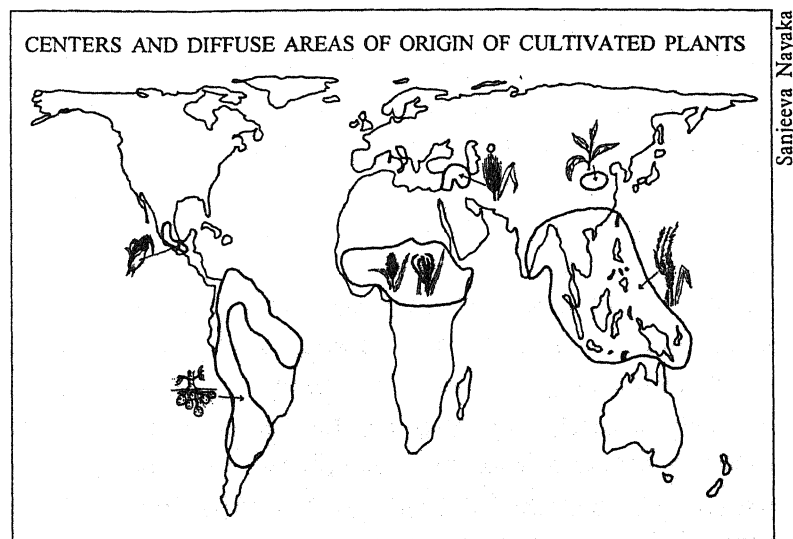 CENTERS AND DIFFUSE AREAS OF ORIGIN OF CULTIVATED PLANTS
Sanjeeva Nayaka